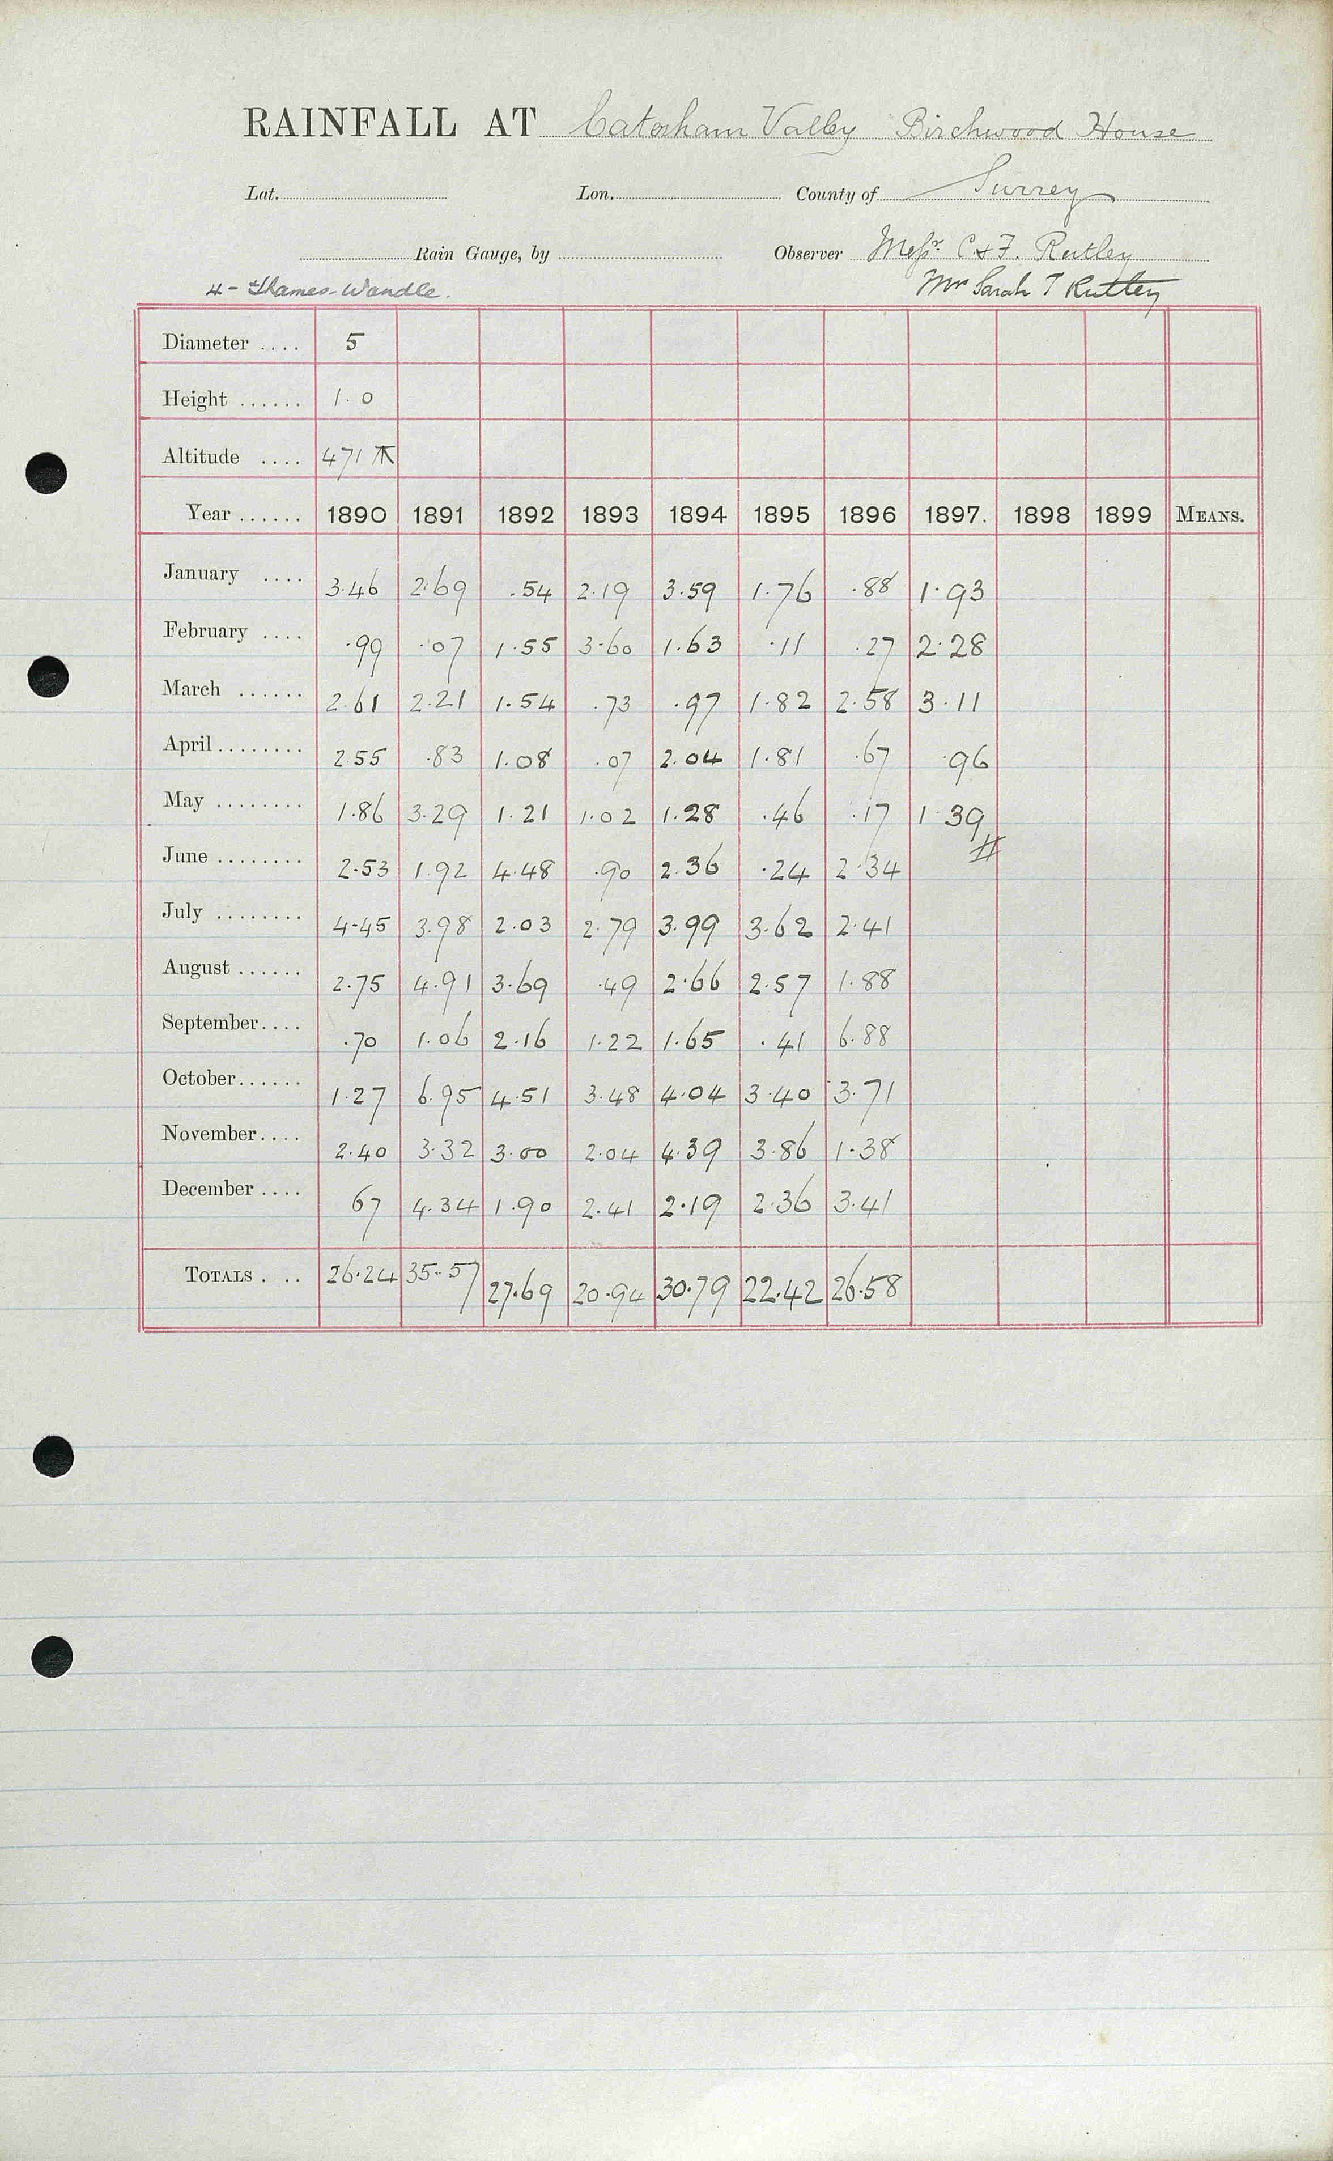 RAINFALL AT Caterham Valley Birchwood House
Lat. Lon. County of Surrey
Rain Gauge, by Observer Messrs C & F. Rutley
4 - Thames-Wandle. Mrs Sarah T Rutley
Diameter .... 5
Height ...... 1.0
Altitude .... 471
Year ...... 1890 1891 1892 1893 1894 1895 1896 1897. 1898 1899 MEANS.
January .... 3.46 2.69 .54 2.19 3.59 1.76 .88 1.93
February .... .99 .07 1.55 3.60 1.63 .11 .27 2.28
March ...... 2.61 2.21 1.54 .73 .97 1.82 2.58 3.11
April ........ 2.55 .83 1.08 .07 2.04 1.81 .67 .96
May ........ 1.86 3.29 1.21 1.02 1.28 .46 .17 1.39
June ........ 2.53 1.92 4.48 .90 2.36 .24 2.34
July ........ 4.45 3.98 2.03 2.79 3.99 3.62 2.41
August ...... 2.75 4.91 3.69 .49 2.66 2.57 1.88
September .... .70 1.06 2.16 1.22 1.65 .41 6.88
October ...... 1.27 6.95 4.51 3.48 4.04 3.40 3.71
November .... 2.40 3.32 3.00 2.04 4.39 3.86 1.38
December .... 67 4.34 1.90 2.41 2.19 2.36 3.41
TOTALS . .. 26.24 35.57 27.69 20.94 30.79 22.42 26.58